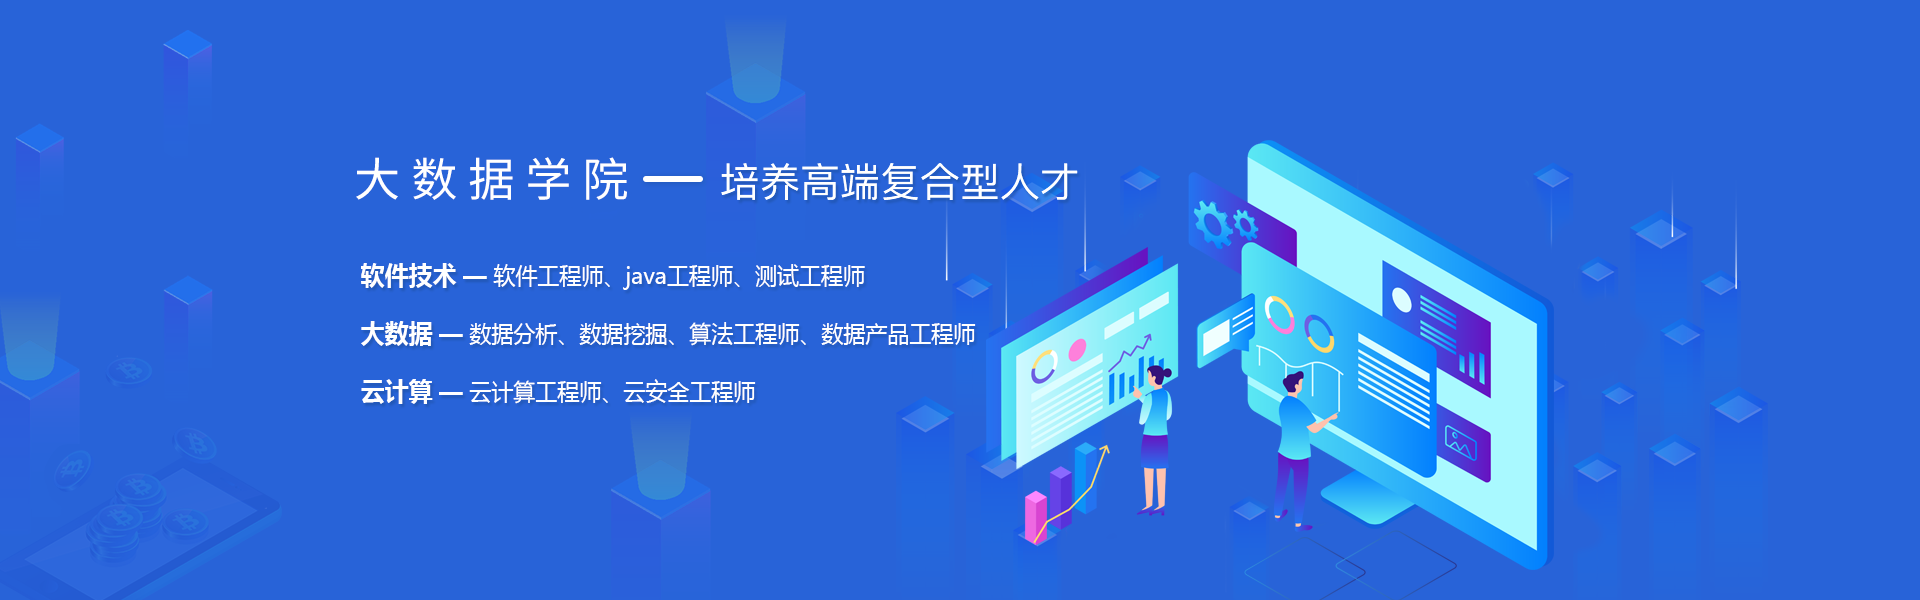 大数据学院 — 培养高端复合型人才
软件技术 — 软件工程师、java工程师、测试工程师
大数据 — 数据分析、数据挖掘、算法工程师、数据产品工程师
云计算 — 云计算工程师、云安全工程师